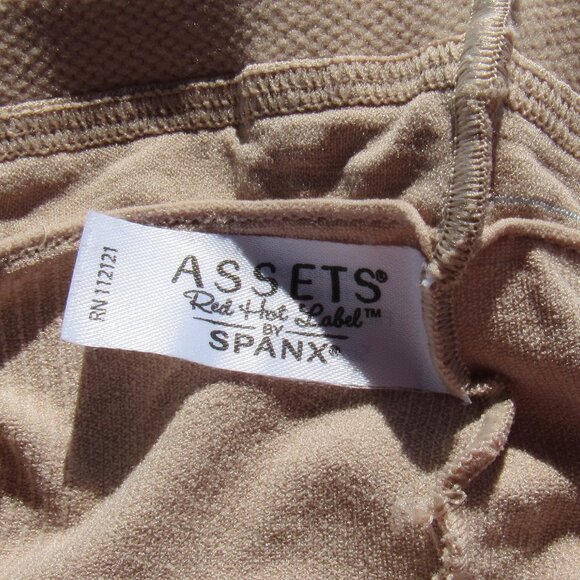 RN 112121
ASSETS®
Red Hot Label™
BY
SPANX®